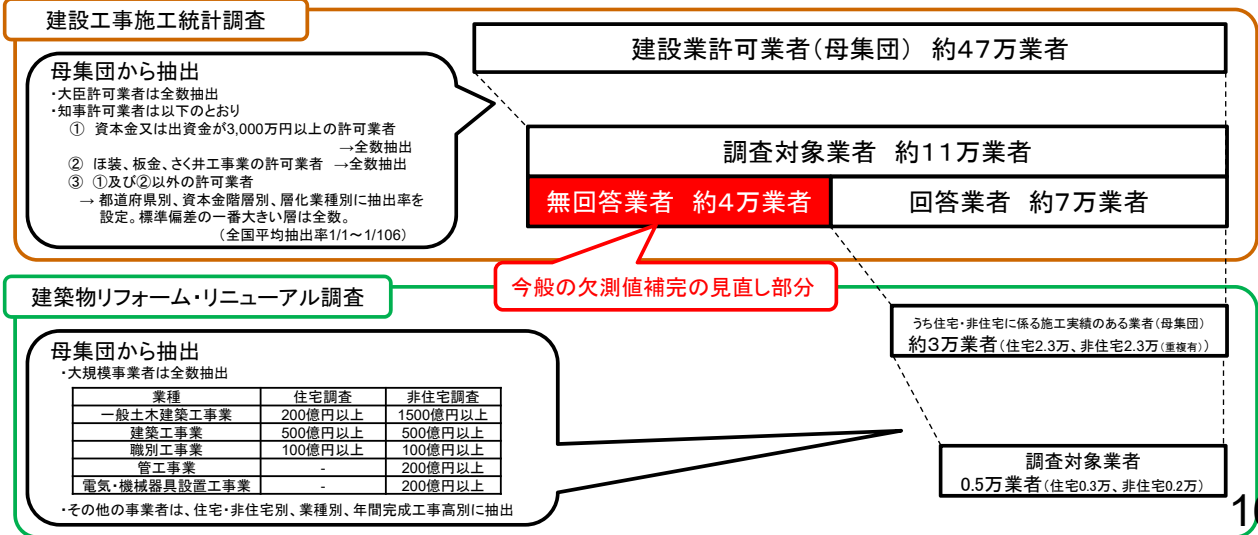 建設工事施工統計調査
建設業許可業者(母集団) 約47万業者
母集団から抽出
・大臣許可業者は全数抽出
・知事許可業者は以下のとおり
① 資本金又は出資金が3,000万円以上の許可業者
→全数抽出
② ほ装、板金、さく井工事業の許可業者 →全数抽出
③ ①及び②以外の許可業者
→ 都道府県別、資本金階層別、層化業種別に抽出率を
設定。標準偏差の一番大きい層は全数。
(全国平均抽出率1/1~1/106)
調査対象業者 約11万業者
無回答業者 約4万業者
回答業者 約7万業者
今般の欠測値補完の見直し部分
建築物リフォーム・リニューアル調査
うち住宅・非住宅に係る施工実績のある業者(母集団)
約3万業者(住宅2.3万、非住宅2.3万(重複有))
母集団から抽出
・大規模事業者は全数抽出
業種 住宅調査 非住宅調査
一般土木建築工事業 200億円以上 1500億円以上
建築工事業 500億円以上 500億円以上
職別工事業 100億円以上 100億円以上
管工事業 - 200億円以上
電気・機械器具設置工事業 - 200億円以上
・その他の事業者は、住宅・非住宅別、業種別、年間完成工事高別に抽出
調査対象業者
0.5万業者(住宅0.3万、非住宅0.2万)